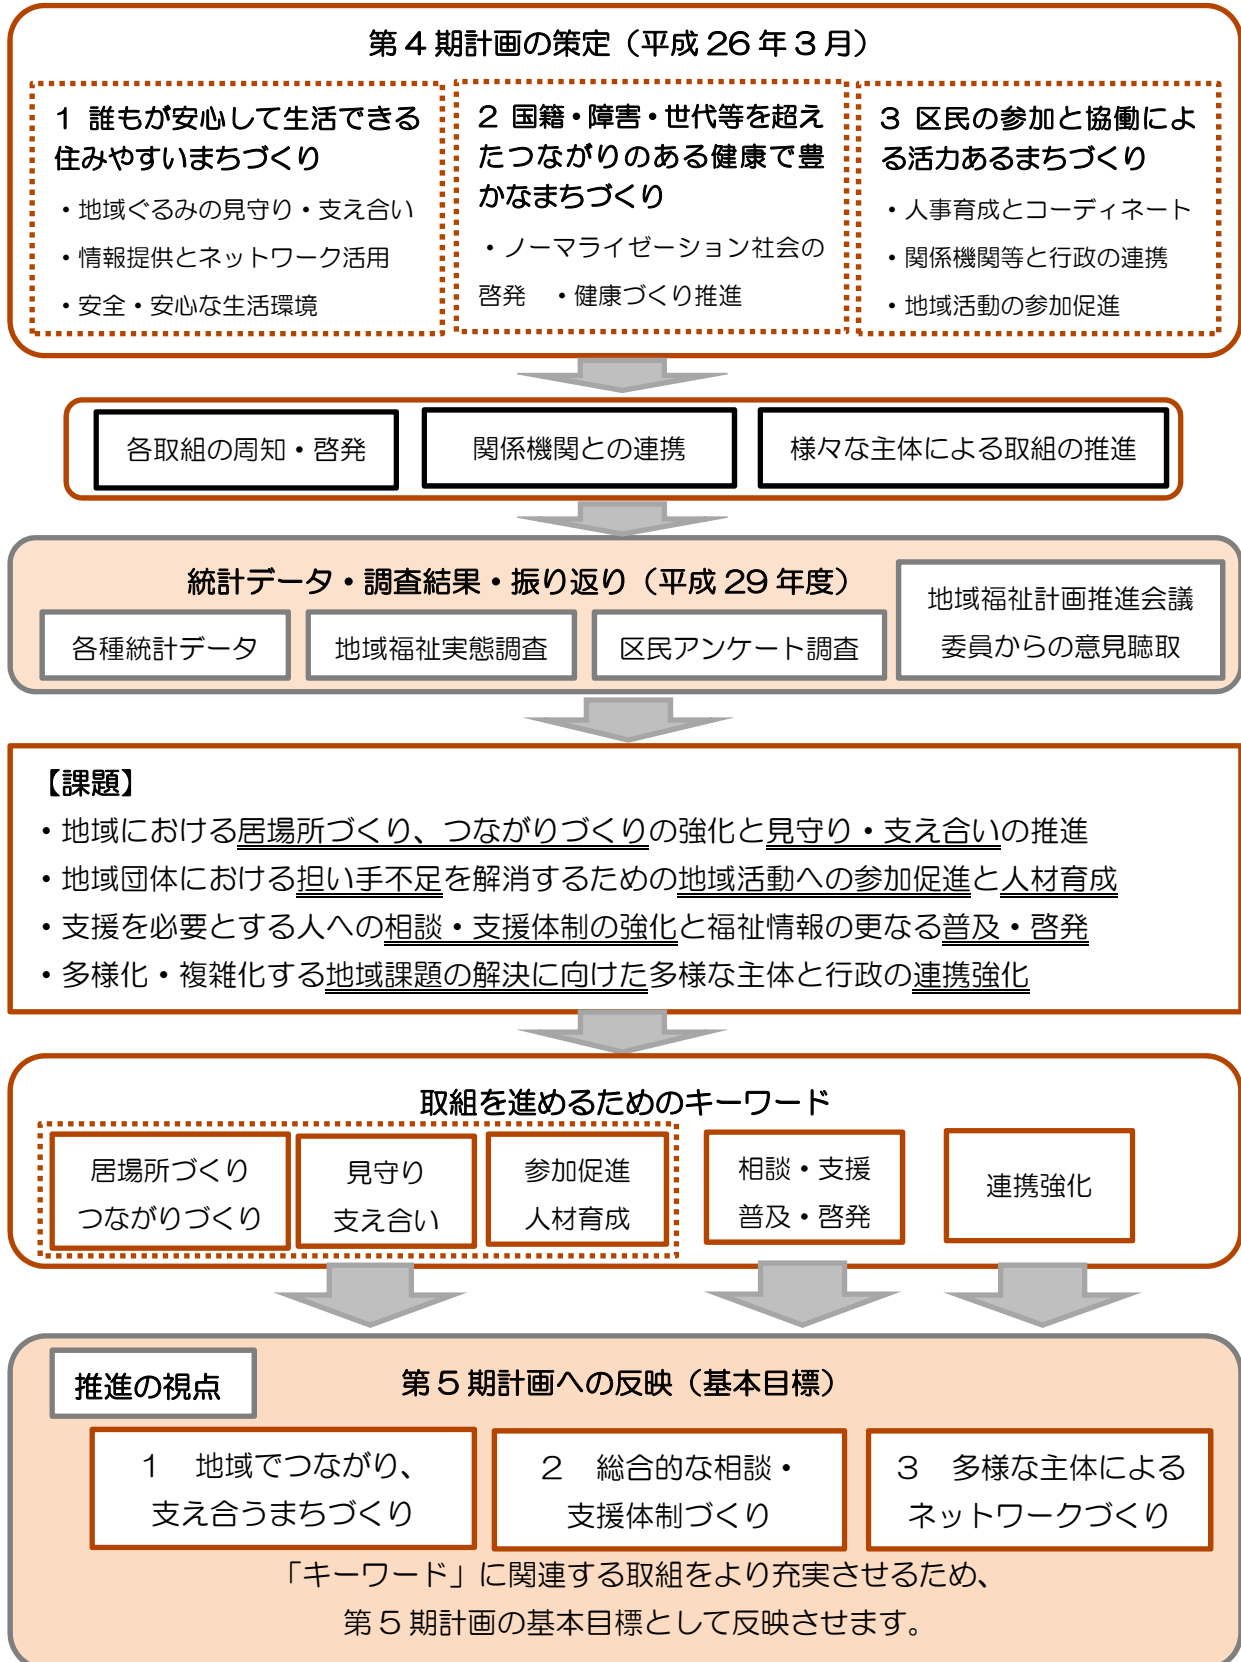 第４期計画の策定（平成 26 年３月）
1 誰もが安心して生活できる
住みやすいまちづくり
・地域ぐるみの見守り・支え合い
・情報提供とネットワーク活用
・安全・安心な生活環境
2 国籍・障害・世代等を超え
たつながりのある健康で豊
かなまちづくり
・ノーマライゼーション社会の
啓発　・健康づくり推進
3 区民の参加と協働によ
る活力あるまちづくり
・人事育成とコーディネート
・関係機関等と行政の連携
・地域活動の参加促進
各取組の周知・啓発
関係機関との連携
様々な主体による取組の推進
統計データ・調査結果・振り返り（平成 29 年度）
各種統計データ
地域福祉実態調査
区民アンケート調査
地域福祉計画推進会議
委員からの意見聴取
【課題】
・地域における居場所づくり、つながりづくりの強化と見守り・支え合いの推進
・地域団体における担い手不足を解消するための地域活動への参加促進と人材育成
・支援を必要とする人への相談・支援体制の強化と福祉情報の更なる普及・啓発
・多様化・複雑化する地域課題の解決に向けた多様な主体と行政の連携強化
取組を進めるためのキーワード
居場所づくり
つながりづくり
見守り
支え合い
参加促進
人材育成
相談・支援
普及・啓発
連携強化
推進の視点
第５期計画への反映（基本目標）
１　地域でつながり、
支え合うまちづくり
２　総合的な相談・
支援体制づくり
３　多様な主体による
ネットワークづくり
「キーワード」に関連する取組をより充実させるため、
第５期計画の基本目標として反映させます。